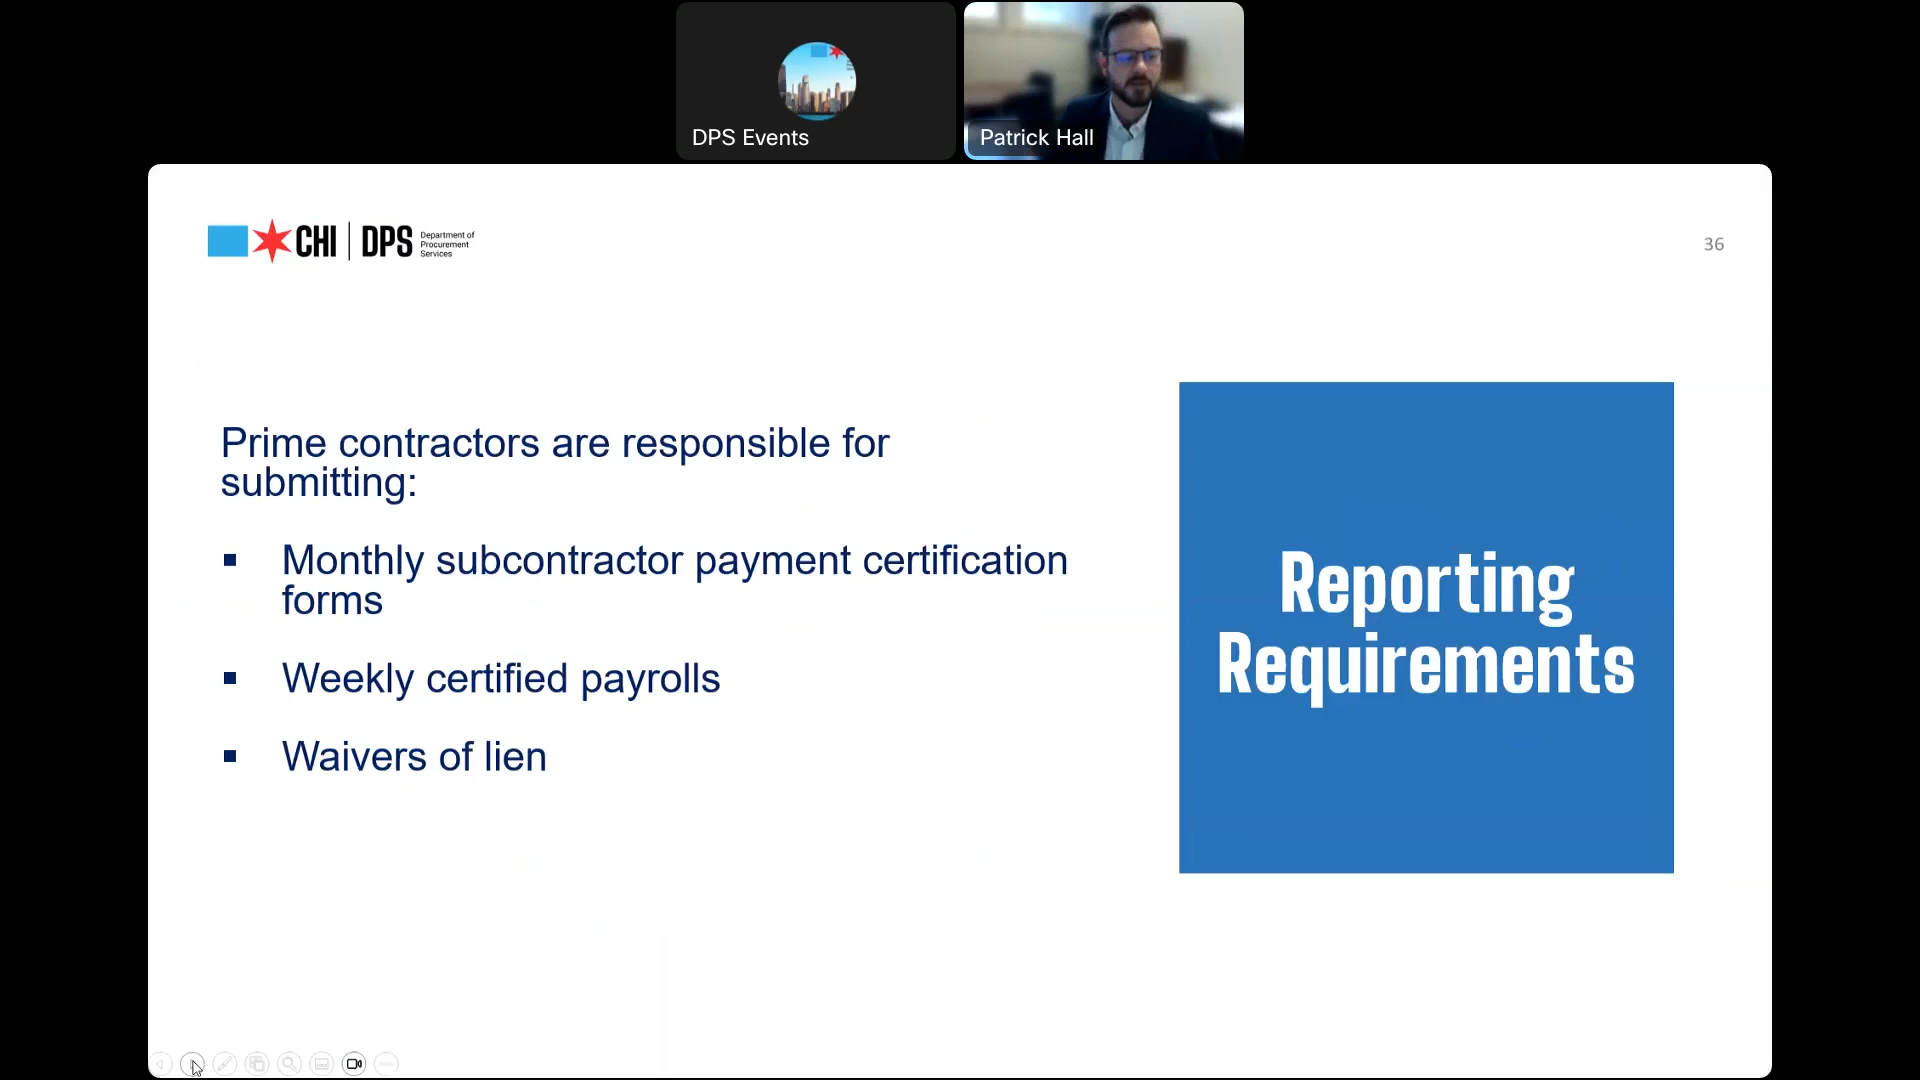 DPS Events
Patrick Hall
CHI DPS
Department of
Procurement
Services
36
Prime contractors are responsible for
submitting:
▪ Monthly subcontractor payment certification
forms
▪ Weekly certified payrolls
▪ Waivers of lien
Reporting
Requirements